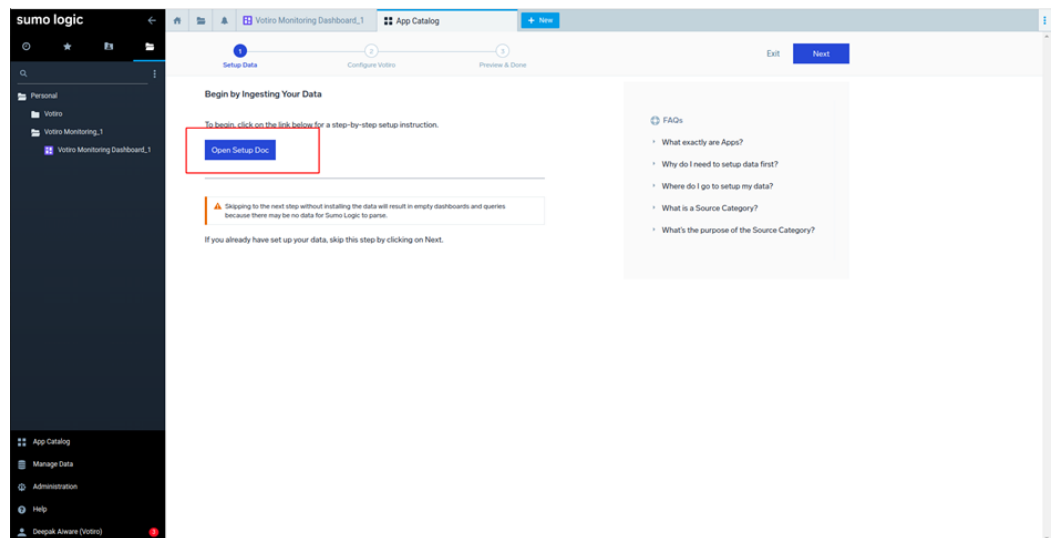 sumo logic
Votiro Monitoring Dashboard_1
App Catalog
+ New
Personal
Votiro
Votiro Monitoring_1
Votiro Monitoring Dashboard_1
App Catalog
Manage Data
Administration
Help
Deepak Aiware (Votiro)
1
Setup Data
2
Configure Votiro
3
Preview & Done
Exit
Next
Begin by Ingesting Your Data
To begin, click on the link below for a step-by-step setup instruction.
Open Setup Doc
Skipping to the next step without installing the data will result in empty dashboards and queries
because there may be no data for Sumo Logic to parse.
If you already have set up your data, skip this step by clicking on Next.
FAQs
What exactly are Apps?
Why do I need to setup data first?
Where do I go to setup my data?
What is a Source Category?
What's the purpose of the Source Category?